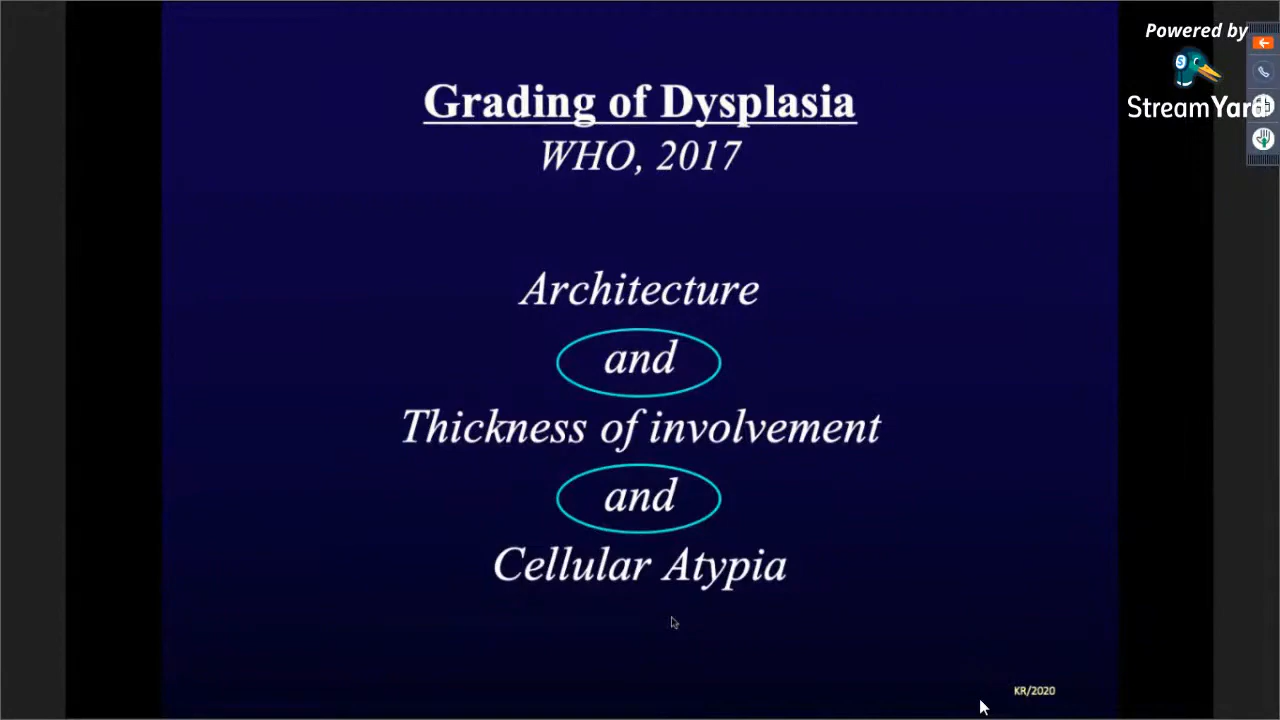 Powered by
StreamYard
Grading of Dysplasia
WHO, 2017
Architecture
and
Thickness of involvement
and
Cellular Atypia
KR/2020